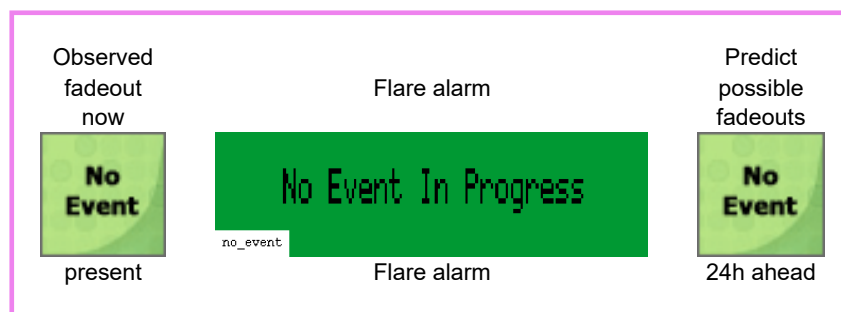 Observed
fadeout
now
No
Event
present
Flare alarm
No Event In Progress
no_event
Flare alarm
Predict
possible
fadeouts
No
Event
24h ahead